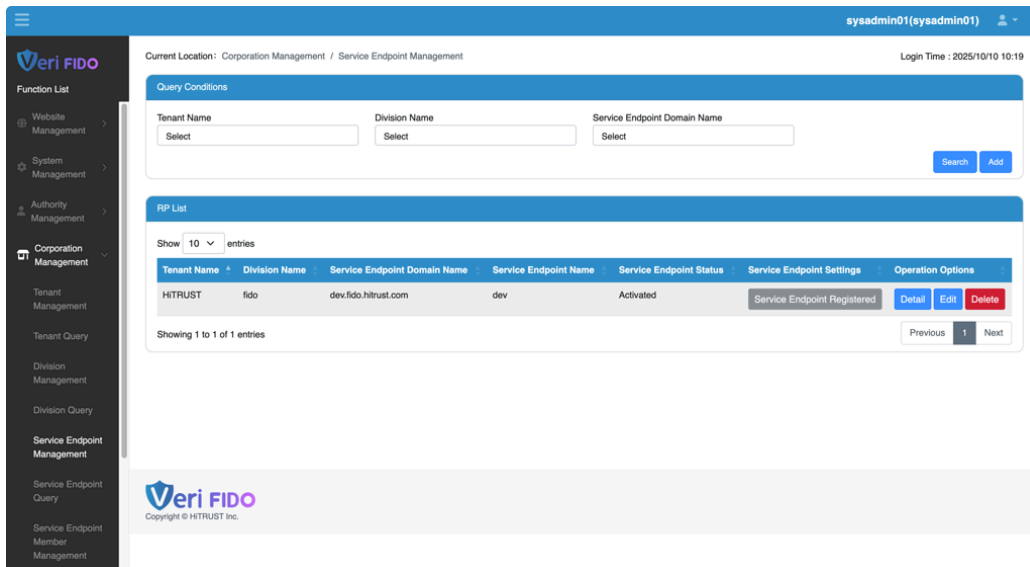 sysadmin01(sysadmin01)
Veri FIDO
Function List
Website
Management
System
Management
Authority
Management
Corporation
Management
Tenant
Management
Tenant Query
Division
Management
Division Query
Service Endpoint
Management
Service Endpoint
Query
Service Endpoint
Member
Management
Current Location: Corporation Management / Service Endpoint Management
Login Time : 2025/10/10 10:19
Query Conditions
Tenant Name Division Name Service Endpoint Domain Name
Select Select Select
Search Add
RP List
Show 10 entries
Tenant Name Division Name Service Endpoint Domain Name Service Endpoint Name Service Endpoint Status Service Endpoint Settings Operation Options
HiTRUST fido dev.fido.hitrust.com dev Activated Service Endpoint Registered Detail Edit Delete
Showing 1 to 1 of 1 entries
Previous 1 Next
Veri FIDO
Copyright © HiTRUST Inc.